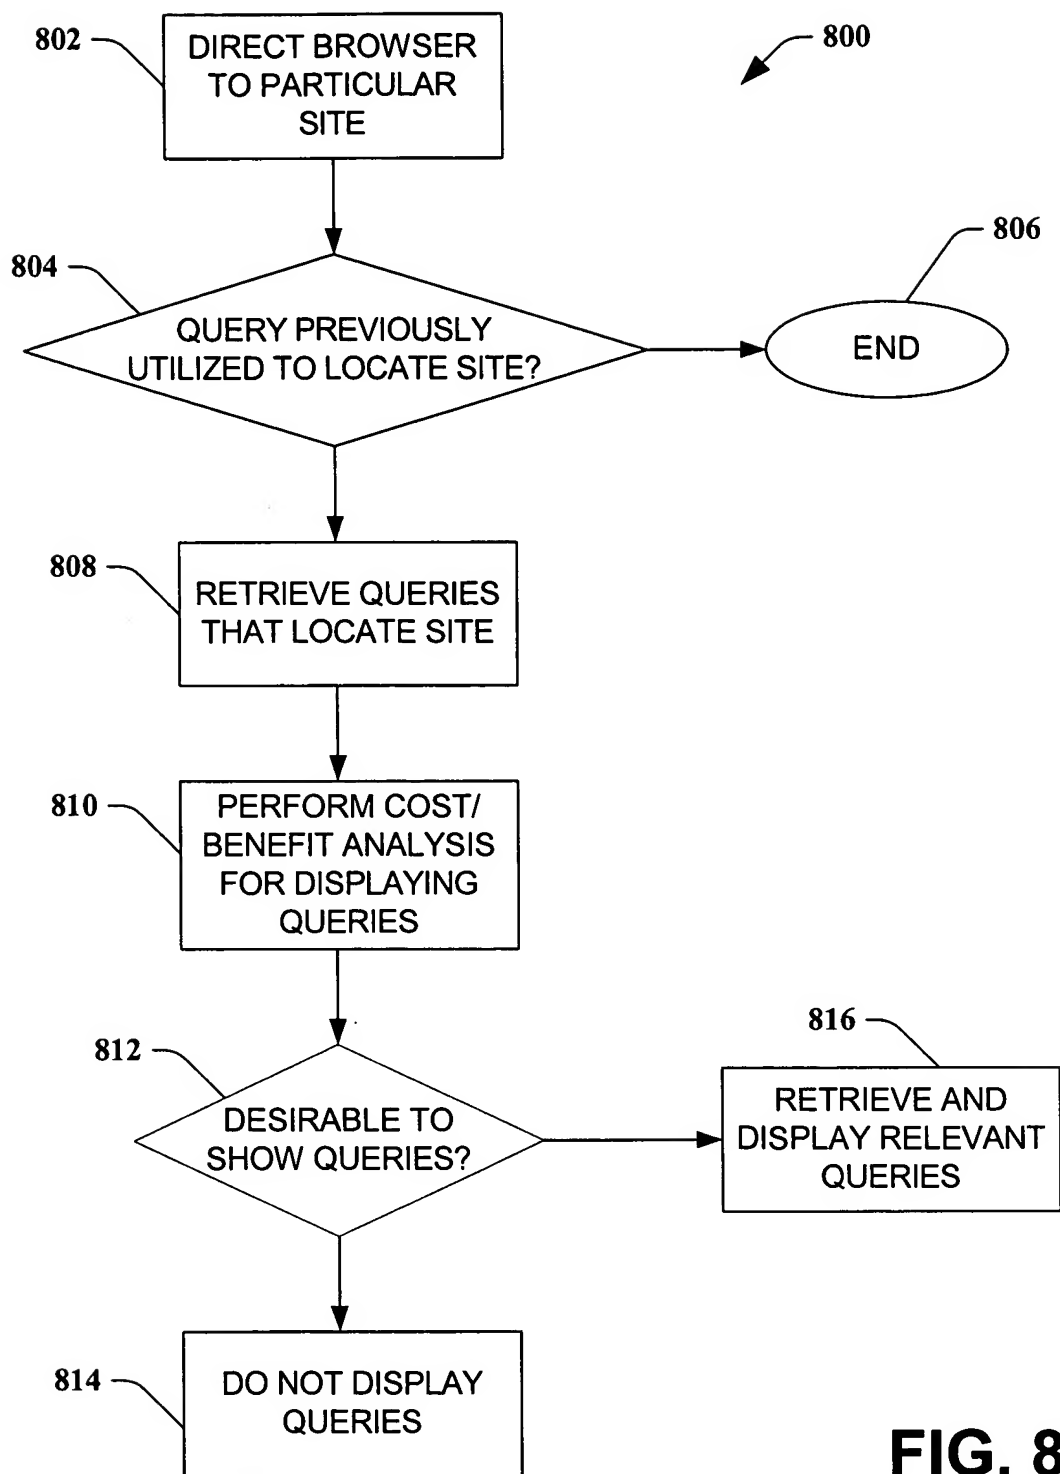 802
DIRECT BROWSER
TO PARTICULAR
SITE
800
804
QUERY PREVIOUSLY
UTILIZED TO LOCATE SITE?
806
END
808
RETRIEVE QUERIES
THAT LOCATE SITE
810
PERFORM COST/
BENEFIT ANALYSIS
FOR DISPLAYING
QUERIES
812
DESIRABLE TO
SHOW QUERIES?
816
RETRIEVE AND
DISPLAY RELEVANT
QUERIES
814
DO NOT DISPLAY
QUERIES
FIG. 8